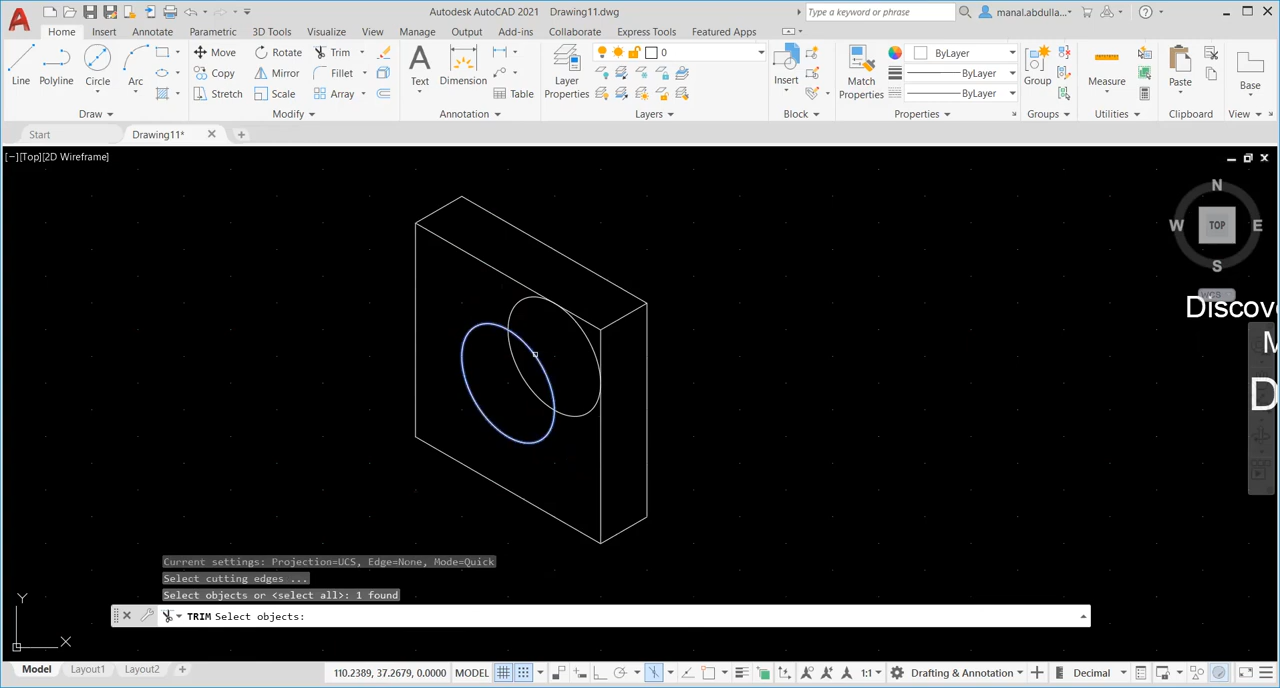 Autodesk AutoCAD 2021 Drawing11.dwg
Type a keyword or phrase
manal.abdulla...
Home Insert Annotate Parametric 3D Tools Visualize View Manage Output Add-ins Collaborate Express Tools Featured Apps
Line Polyline Circle Arc
Move Rotate Trim
Copy Mirror Fillet
Stretch Scale Array
Text Dimension
Table
Layer Properties
0
Insert
Match Properties
ByLayer
ByLayer
ByLayer
Group
Measure
Paste
Base
Draw Modify Annotation Layers Block Properties Groups Utilities Clipboard View
Start Drawing11*
[−][Top][2D Wireframe]
N
W TOP E
S
WCS
Discov
M
D
Current settings: Projection=UCS, Edge=None, Mode=Quick
Select cutting edges ...
Select objects or <select all>: 1 found
TRIM Select objects:
Y
X
Model Layout1 Layout2
110.2389, 37.2679, 0.0000 MODEL 1:1 Drafting & Annotation Decimal